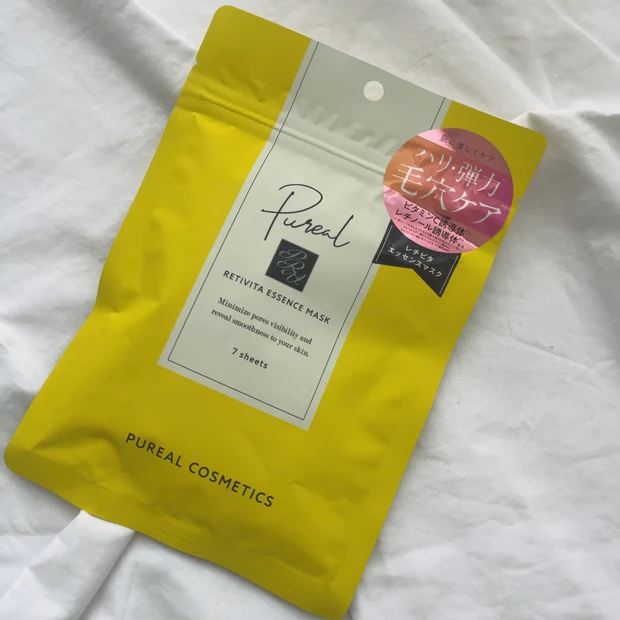 Pureal
RETIVITA ESSENCE MASK
Minimize pores visibility and
reveal smoothness to your skin.
7 sheets
PUREAL COSMETICS
ハリ・弾力
毛穴ケア
ビタミンC誘導体
レチノール誘導体
レチビタ
エッセンスマスク